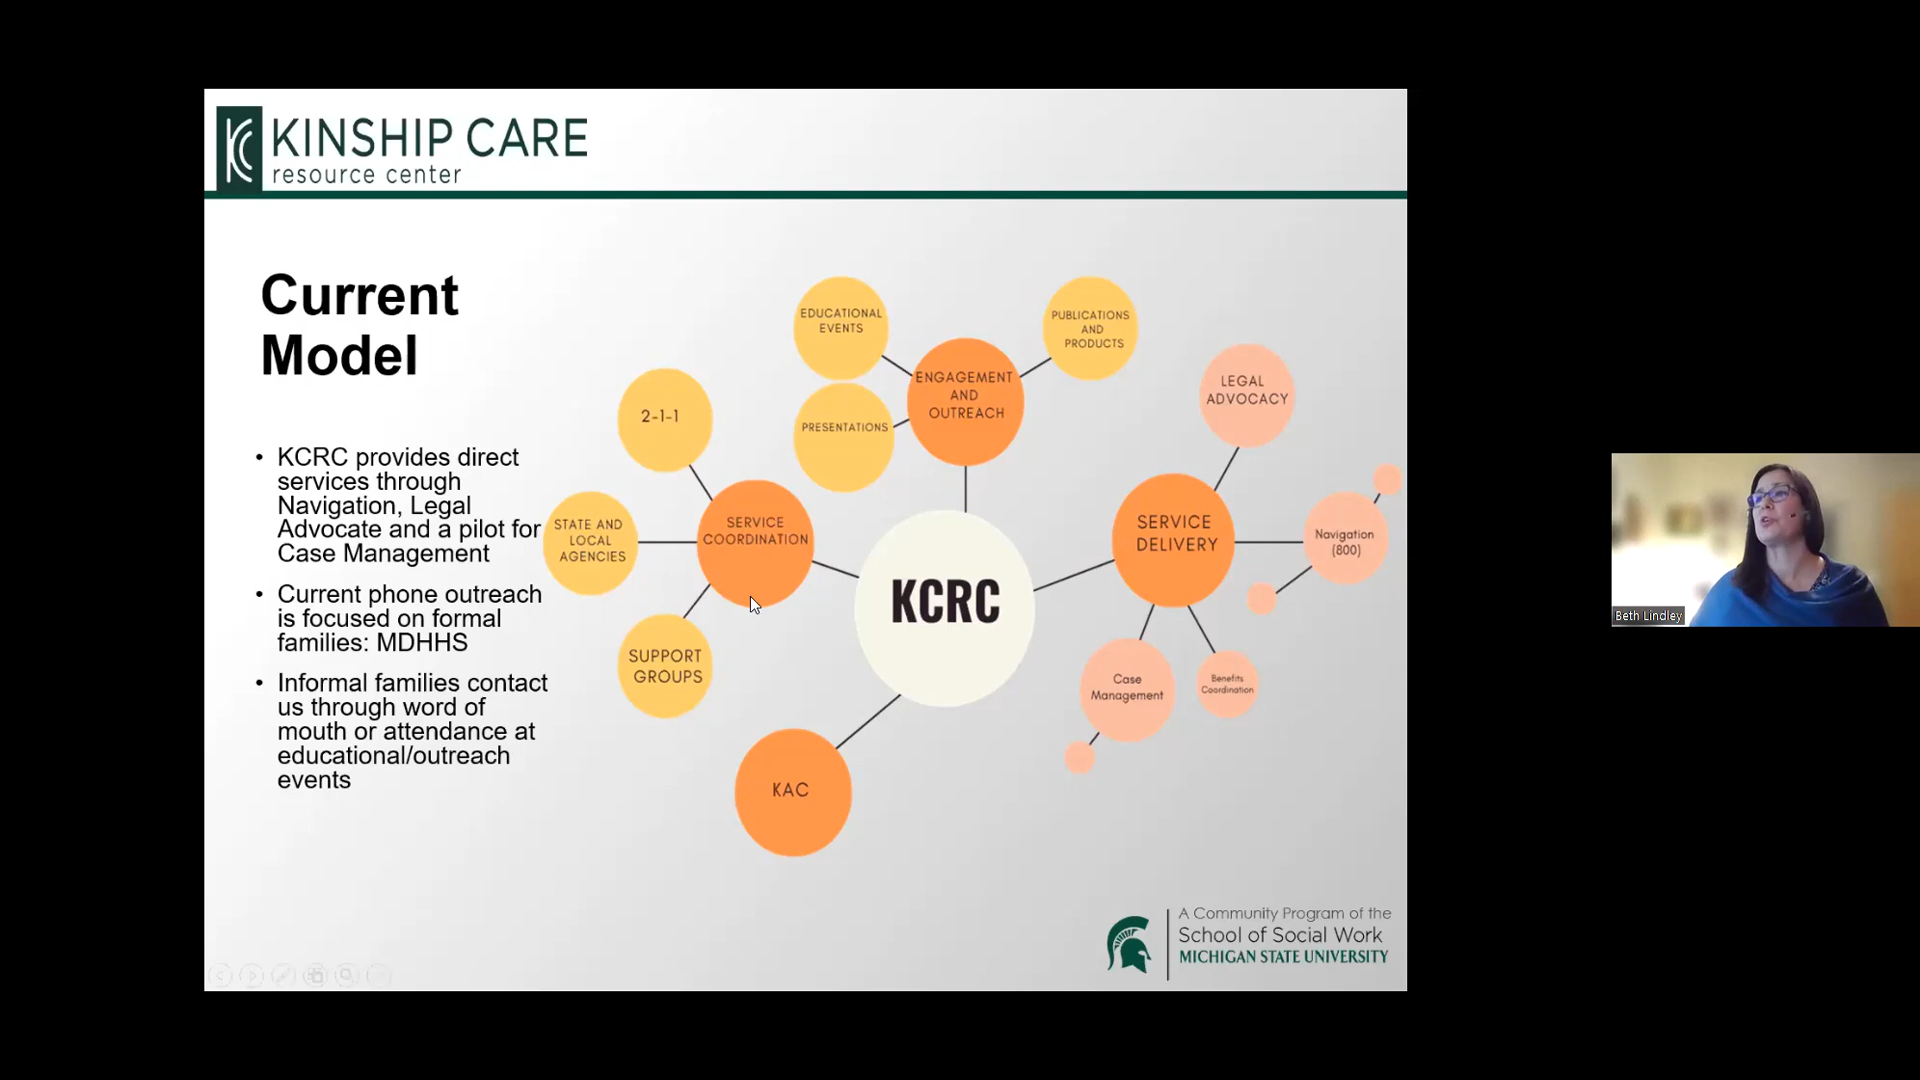 KINSHIP CARE
resource center
Current
Model
• KCRC provides direct
services through
Navigation, Legal
Advocate and a pilot for
Case Management
• Current phone outreach
is focused on formal
families: MDHHS
• Informal families contact
us through word of
mouth or attendance at
educational/outreach
events
EDUCATIONAL
EVENTS
PRESENTATIONS
ENGAGEMENT
AND
OUTREACH
PUBLICATIONS
AND
PRODUCTS
2-1-1
STATE AND
LOCAL
AGENCIES
SERVICE
COORDINATION
SUPPORT
GROUPS
KCRC
KAC
SERVICE
DELIVERY
LEGAL
ADVOCACY
Navigation
(800)
Case
Management
Benefits
Coordination
A Community Program of the
School of Social Work
MICHIGAN STATE UNIVERSITY
Beth Lindley